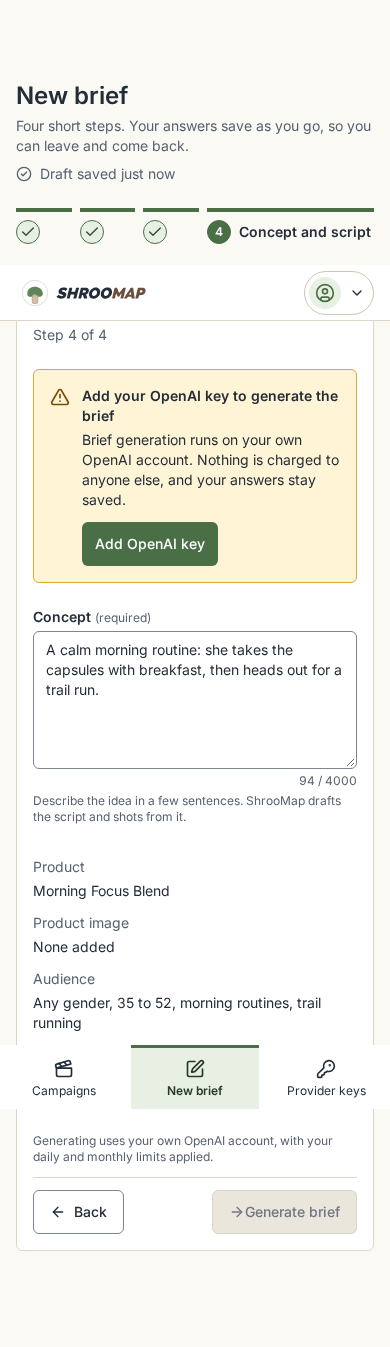 New brief
Four short steps. Your answers save as you go, so you
can leave and come back.
Draft saved just now
4 Concept and script
SHROOMAP
Step 4 of 4
Add your OpenAI key to generate the
brief
Brief generation runs on your own
OpenAI account. Nothing is charged to
anyone else, and your answers stay
saved.
Add OpenAI key
Concept (required)
A calm morning routine: she takes the
capsules with breakfast, then heads out for a
trail run.
94 / 4000
Describe the idea in a few sentences. ShrooMap drafts
the script and shots from it.
Product
Morning Focus Blend
Product image
None added
Audience
Any gender, 35 to 52, morning routines, trail
running
Campaigns
New brief
Provider keys
Generating uses your own OpenAI account, with your
daily and monthly limits applied.
Back
Generate brief